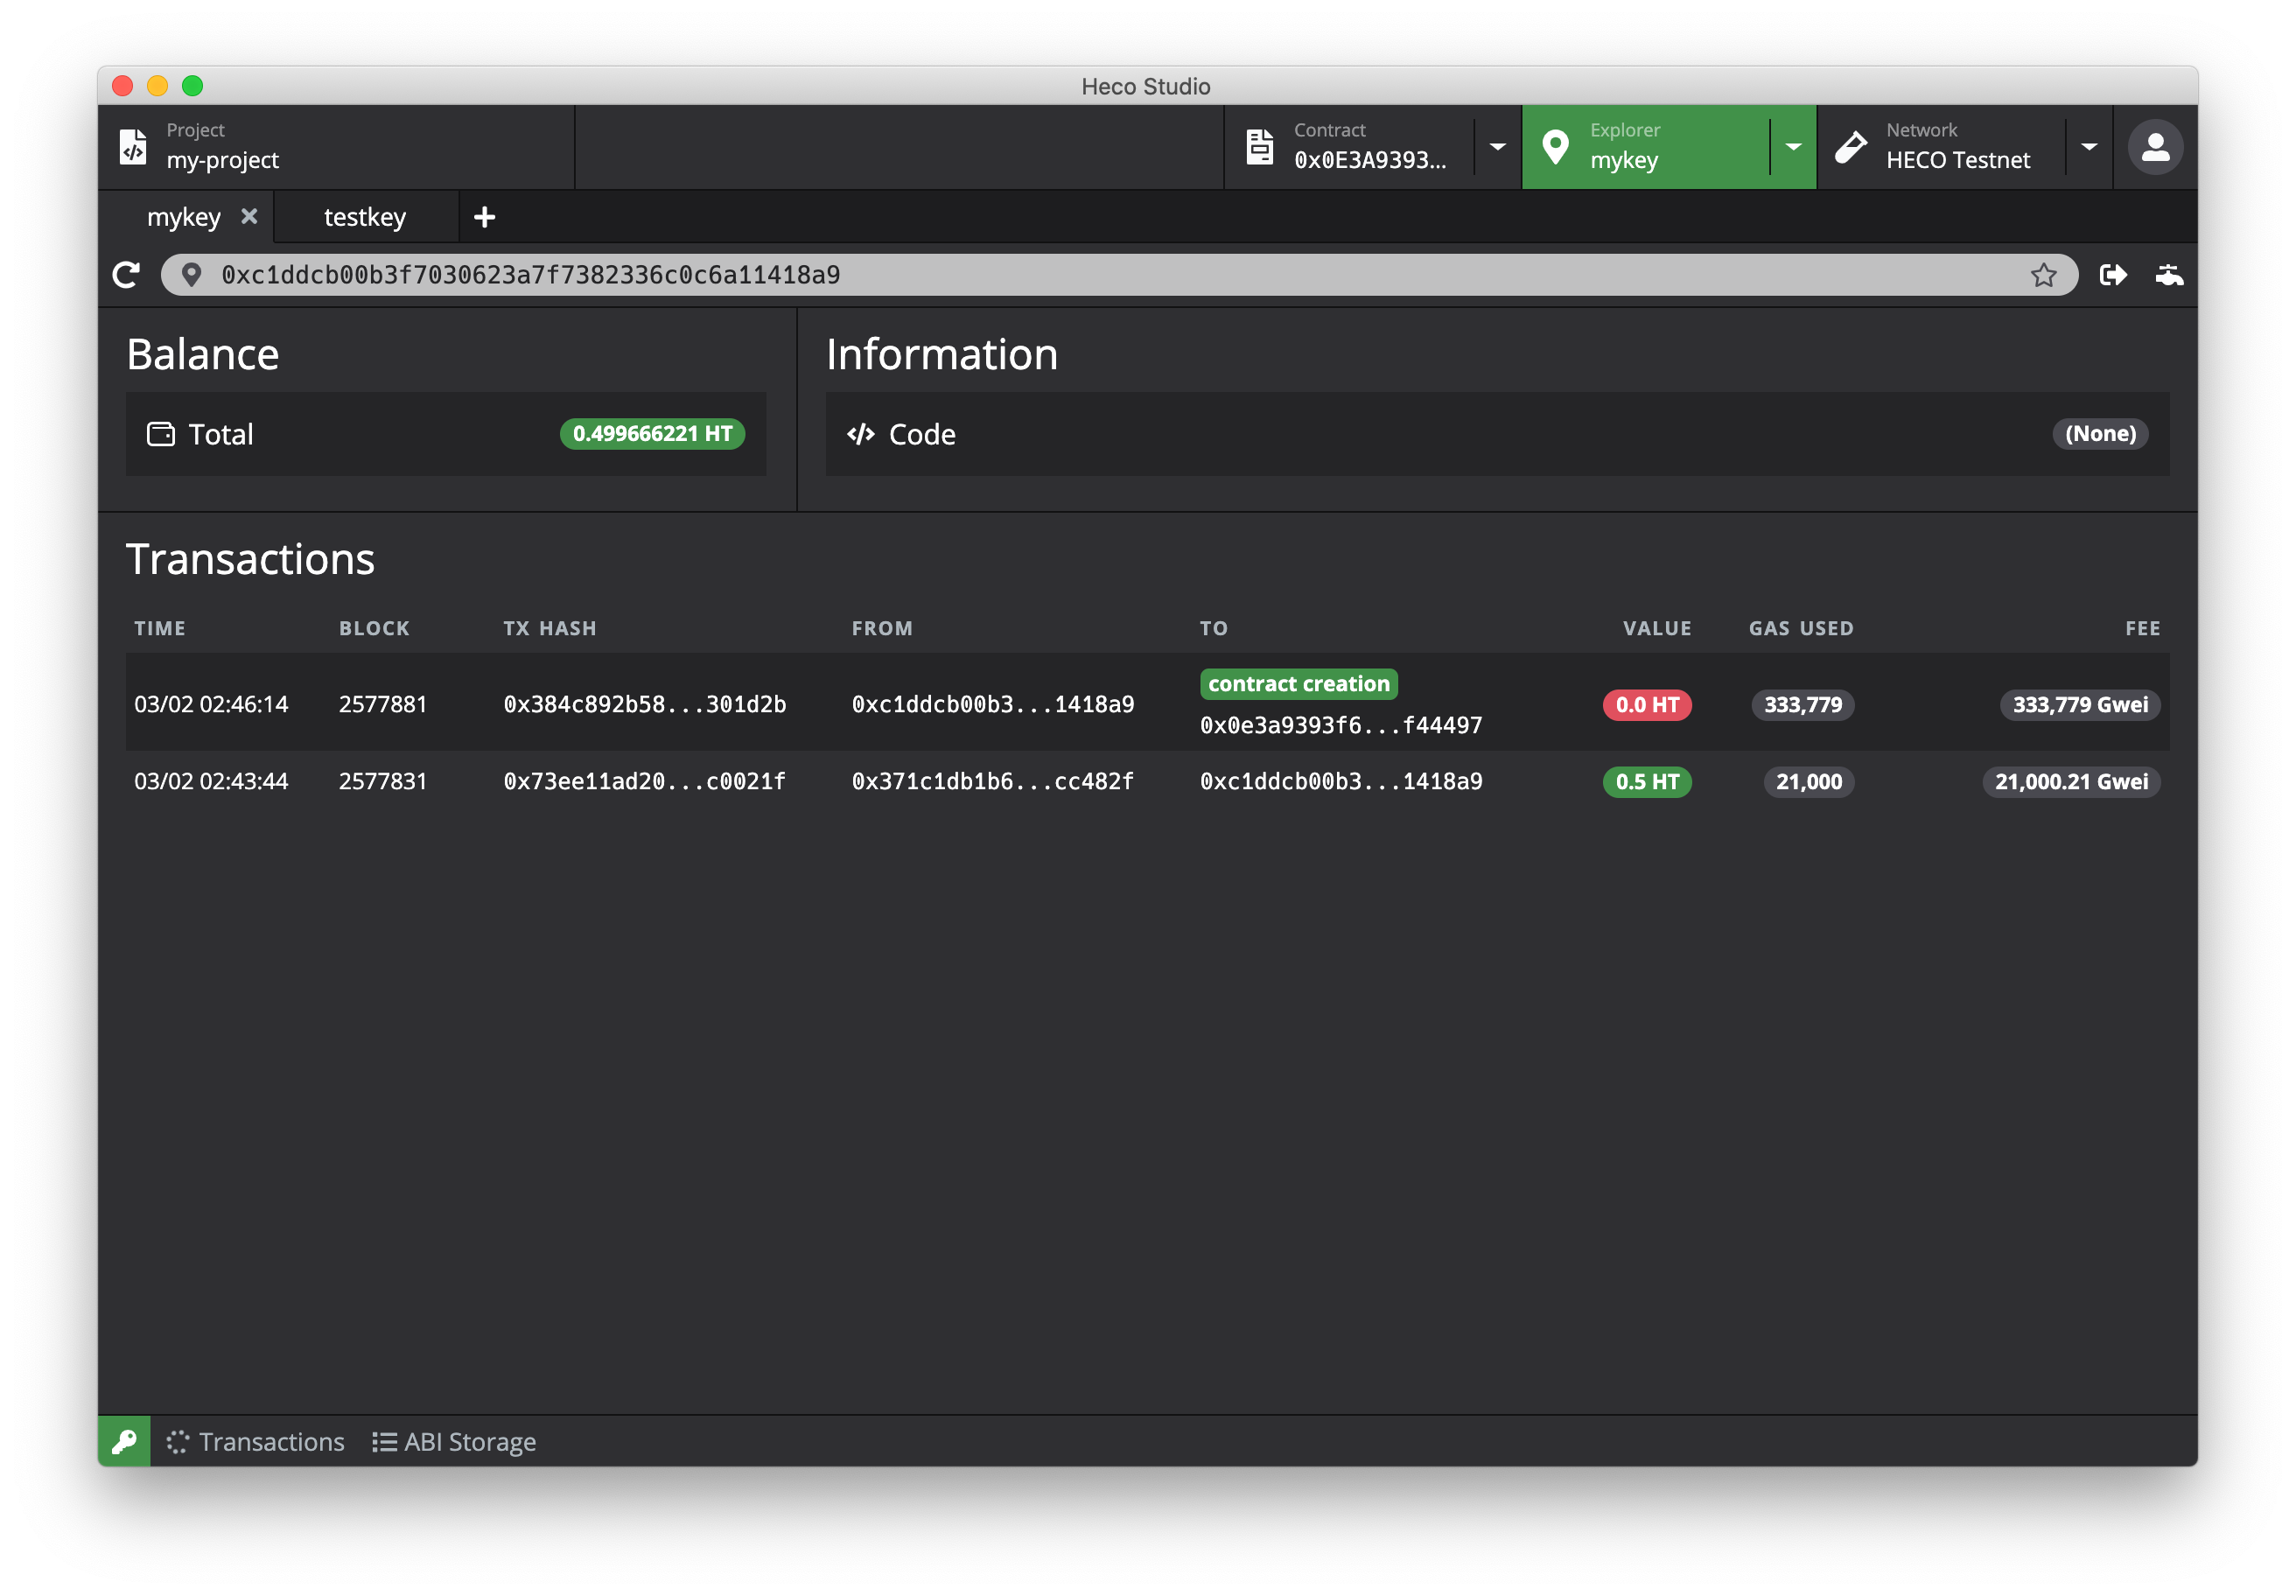 Heco Studio
Project
my-project
Contract
0x0E3A9393...
Explorer
mykey
Network
HECO Testnet
mykey
testkey
0xc1ddcb00b3f7030623a7f7382336c0c6a11418a9
Balance
Total 0.499666221 HT
Information
Code (None)
Transactions
TIME BLOCK TX HASH FROM TO VALUE GAS USED FEE
03/02 02:46:14 2577881 0x384c892b58...301d2b 0xc1ddcb00b3...1418a9 contract creation 0x0e3a9393f6...f44497 0.0 HT 333,779 333,779 Gwei
03/02 02:43:44 2577831 0x73ee11ad20...c0021f 0x371c1db1b6...cc482f 0xc1ddcb00b3...1418a9 0.5 HT 21,000 21,000.21 Gwei
Transactions ABI Storage